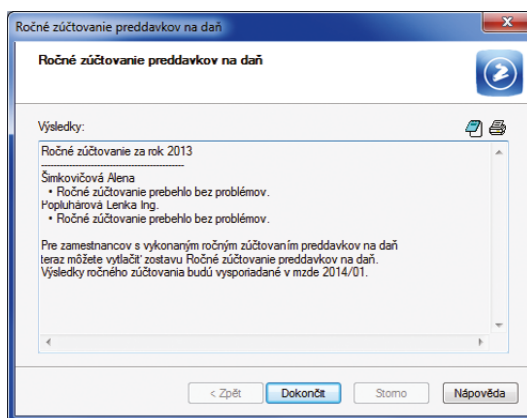 Ročné zúčtovanie preddavkov na daň
Ročné zúčtovanie preddavkov na daň
Výsledky:
Ročné zúčtovanie za rok 2013
------------------------------------------------
Šimkovičová Alena
• Ročné zúčtovanie prebehlo bez problémov.
Popluhárová Lenka Ing.
• Ročné zúčtovanie prebehlo bez problémov.
Pre zamestnancov s vykonaným ročným zúčtovaním preddavkov na daň
teraz môžete vytlačiť zostavu Ročné zúčtovanie preddavkov na daň.
Výsledky ročného zúčtovania budú vysporiadané v mzde 2014/01.
< Zpět Dokončit Storno Nápověda